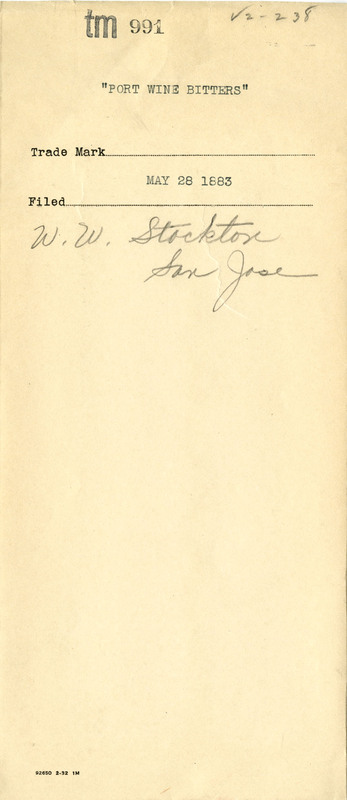 tm 991
V2-238
"PORT WINE BITTERS"
Trade Mark
MAY 28 1883
Filed
W. W. Stockton
San Jose
92650 2-32 1M